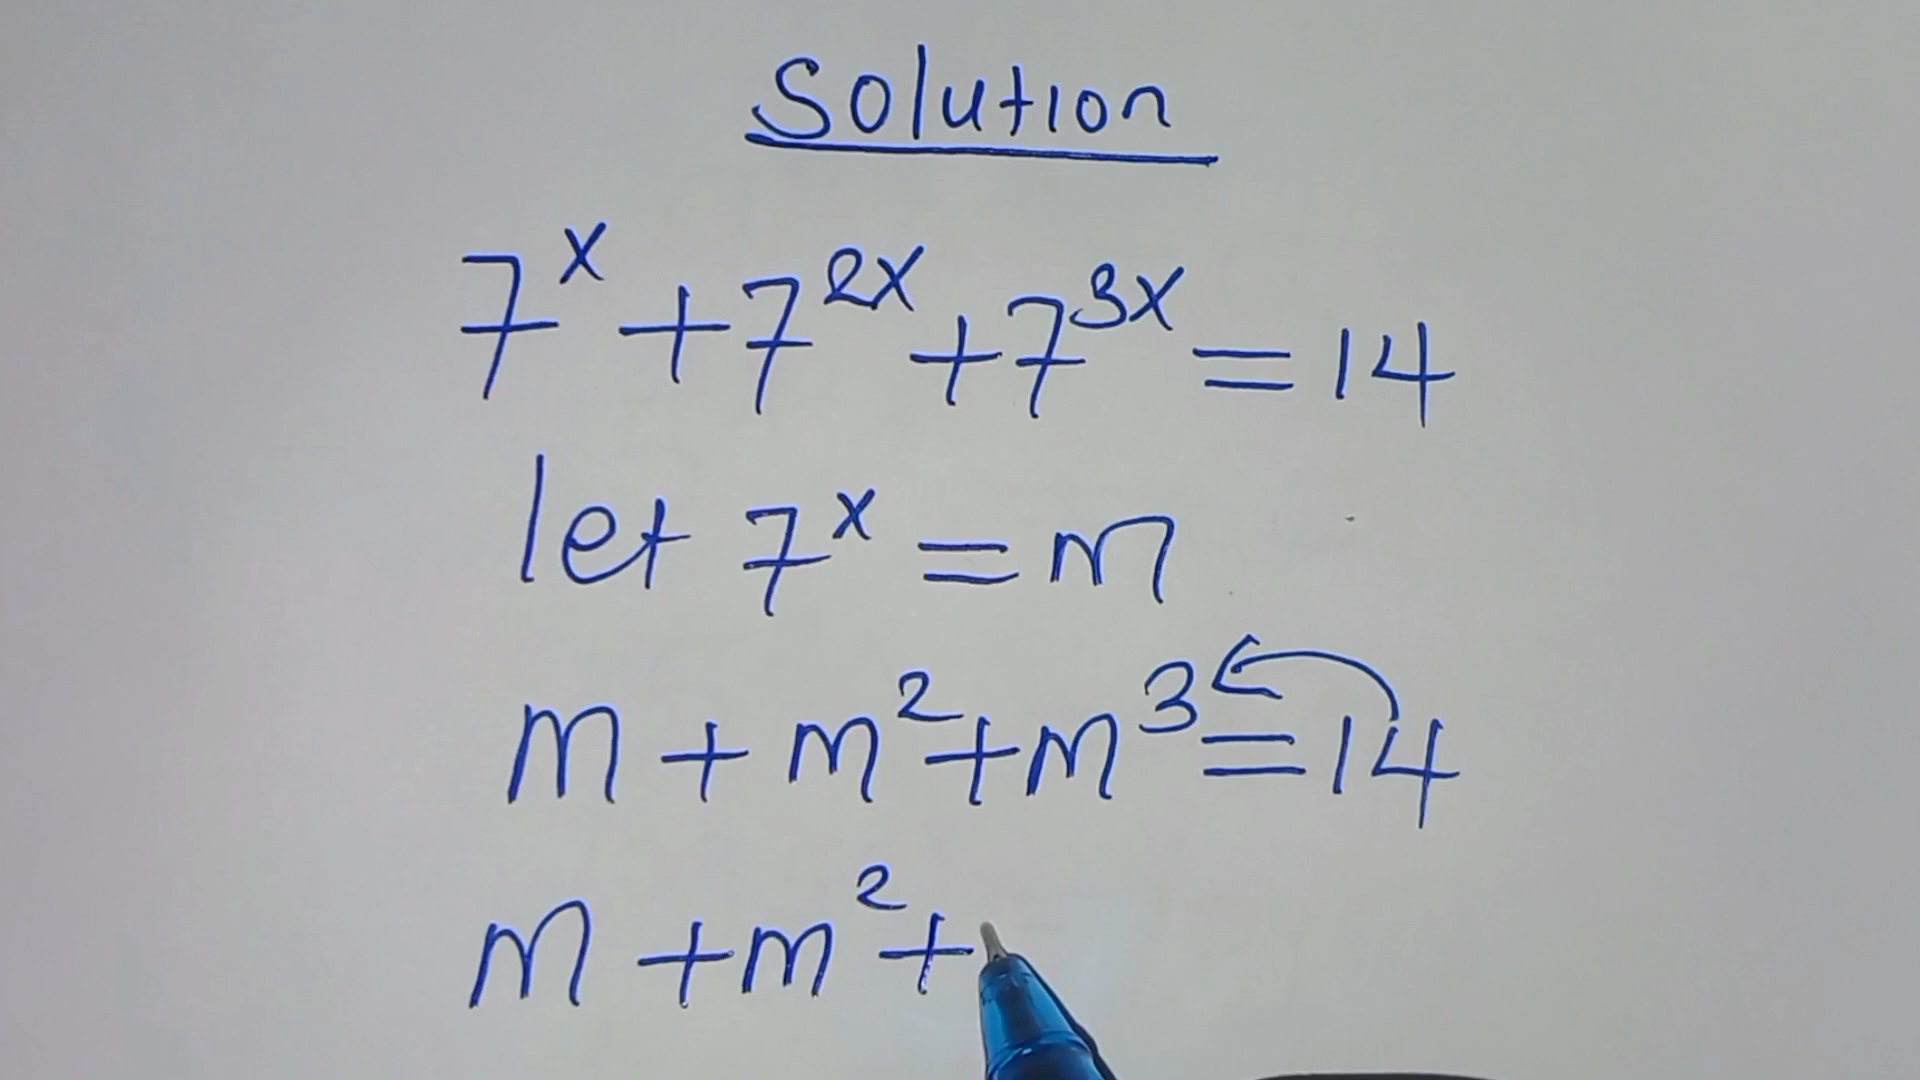 Solution
7^x + 7^2x + 7^3x = 14
let 7^x = m
m + m^2 + m^3 = 14
m + m^2 +